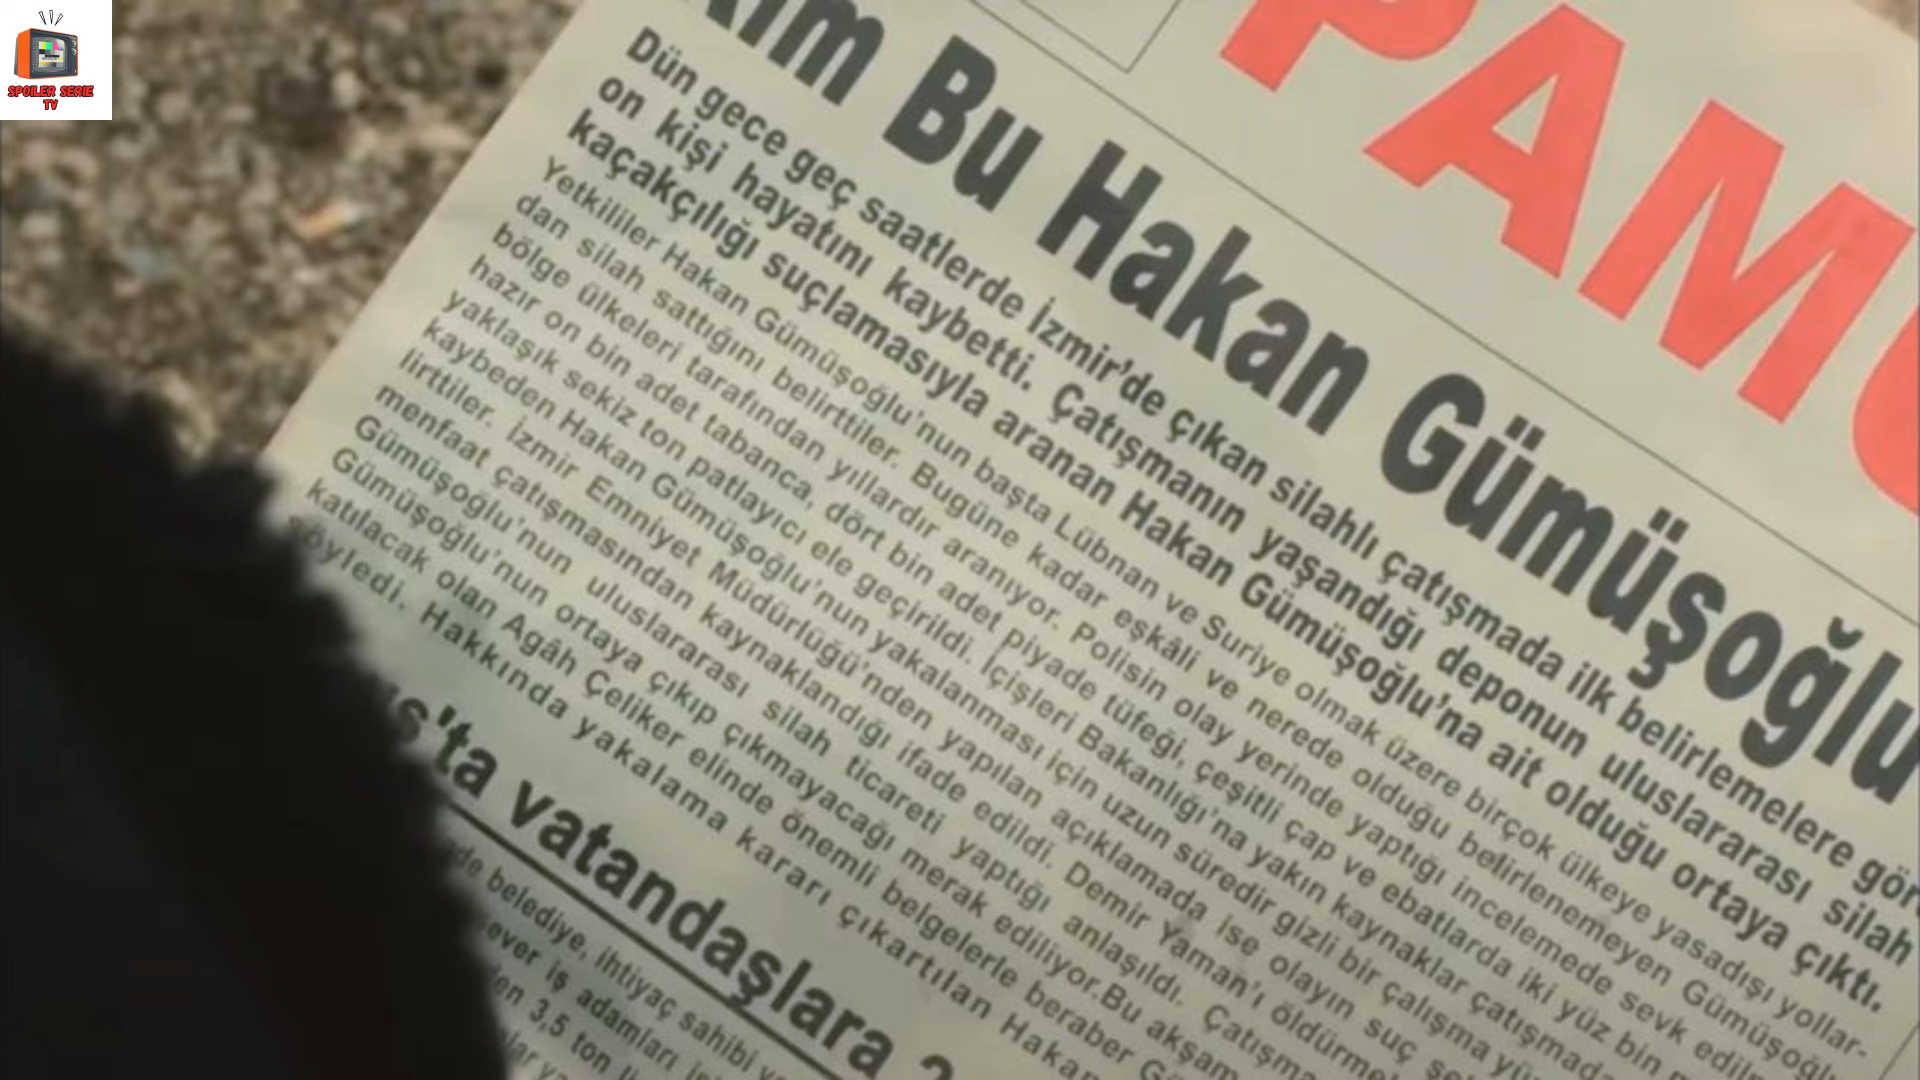 SPOILER SERIE
TV
PAMU
Kim Bu Hakan Gümüşoğlu
Dün gece geç saatlerde İzmir'de çıkan silahlı çatışmada ilk belirlemelere gör
on kişi hayatını kaybetti. Çatışmanın yaşandığı deponun uluslararası silah
kaçakçılığı suçlamasıyla aranan Hakan Gümüşoğlu'na ait olduğu ortaya çıktı.
Yetkililer Hakan Gümüşoğlu'nun başta Lübnan ve Suriye olmak üzere birçok ülkeye yasadışı yollar-
dan silah sattığını belirttiler. Bugüne kadar eşkâli ve nerede olduğu belirlenemeyen Gümüşoğlu
bölge ülkeleri tarafından yıllardır aranıyor. Polisin olay yerinde yaptığı incelemede sevk edilm
hazır on bin adet tabanca, dört bin adet piyade tüfeği, çeşitli çap ve ebatlarda iki yüz bin
yaklaşık sekiz ton patlayıcı ele geçirildi. İçişleri Bakanlığı'na yakın kaynaklar çatışmada
kaybeden Hakan Gümüşoğlu'nun yakalanması için uzun süredir gizli bir çalışma yü
lirttiler. İzmir Emniyet Müdürlüğü'nden yapılan açıklamada ise olayın suç
menfaat çatışmasından kaynaklandığı ifade edildi. Demir Yaman'ı öldürme
Gümüşoğlu'nun uluslararası silah ticareti yaptığı anlaşıldı. Çatışma
Gümüşoğlu'nun ortaya çıkıp çıkmayacağı merak ediliyor.Bu akşam
katılacak olan Agâh Çeliker elinde önemli belgelerle beraber G
söyledi. Hakkında yakalama kararı çıkartılan Hakan
ş'ta vatandaşlara
de belediye, ihtiyaç sahibi
ever iş adamları
en 3,5 ton